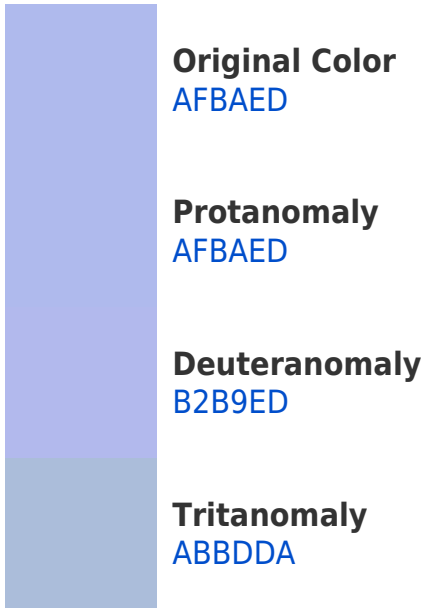 Original Color
AFBAED
Protanomaly
AFBAED
Deuteranomaly
B2B9ED
Tritanomaly
ABBDDA